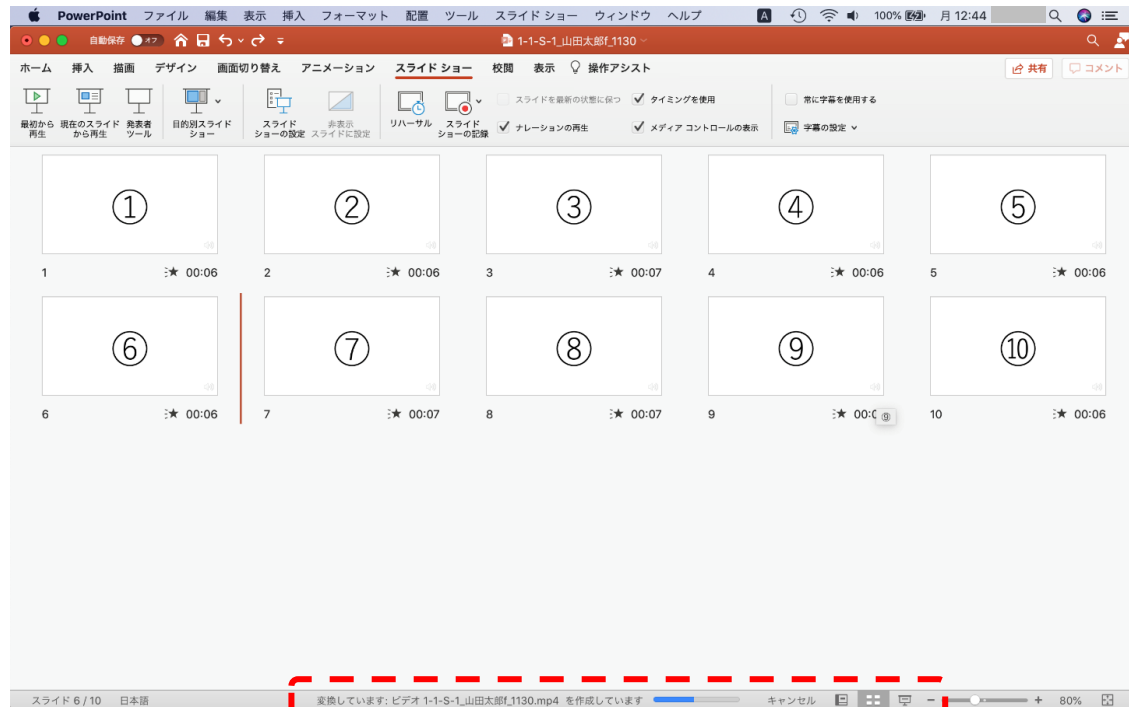 PowerPoint ファイル 編集 表示 挿入 フォーマット 配置 ツール スライド ショー ウィンドウ ヘルプ A 100% 月 12:44
自動保存 オフ 1-1-S-1_山田太郎f_1130
ホーム 挿入 描画 デザイン 画面切り替え アニメーション スライド ショー 校閲 表示 操作アシスト 共有 コメント
最初から
再生
現在のスライド
から再生
発表者
ツール
目的別スライド
ショー
スライド
ショーの設定
非表示
スライドに設定
リハーサル
スライド
ショーの記録
スライドを最新の状態に保つ
タイミングを使用
ナレーションの再生
メディア コントロールの表示
常に字幕を使用する
字幕の設定
① ② ③ ④ ⑤
1 00:06 2 00:06 3 00:07 4 00:06 5 00:06
⑥ ⑦ ⑧ ⑨ ⑩
6 00:06 7 00:07 8 00:07 9 00:0 ⑨ 10 00:06
スライド 6 / 10 日本語 変換しています: ビデオ 1-1-S-1_山田太郎f_1130.mp4 を作成しています キャンセル − + 80%